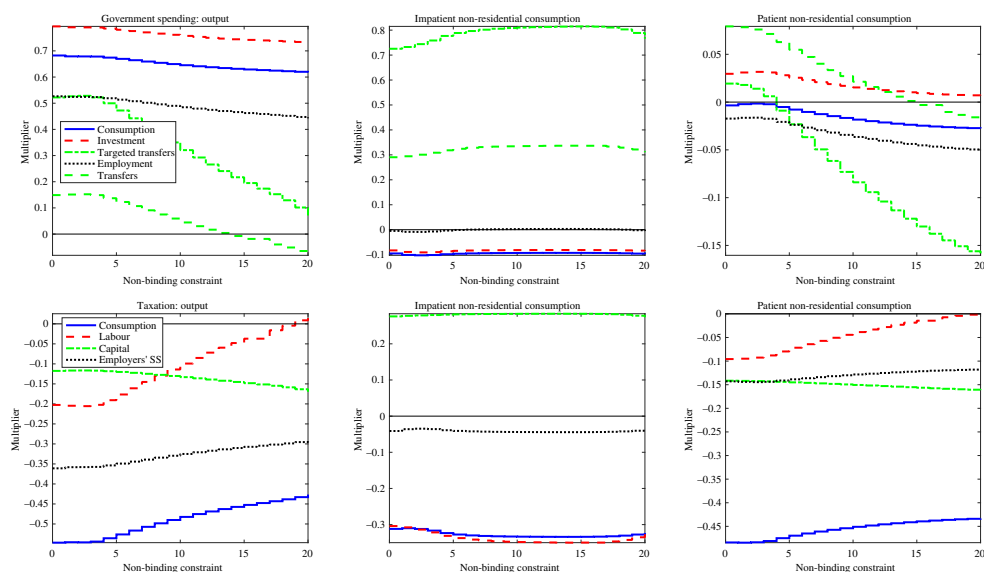 Government spending: output
0.7
0.6
0.5
0.4
0.3
0.2
0.1
0
Multiplier
Consumption
Investment
Targeted transfers
Employment
Transfers
0 5 10 15 20
Non-binding constraint
Impatient non-residential consumption
0.8
0.7
0.6
0.5
0.4
0.3
0.2
0.1
0
−0.1
Multiplier
0 5 10 15 20
Non-binding constraint
Patient non-residential consumption
0.05
0
−0.05
−0.1
−0.15
Multiplier
0 5 10 15 20
Non-binding constraint
Taxation: output
0
−0.05
−0.1
−0.15
−0.2
−0.25
−0.3
−0.35
−0.4
−0.45
−0.5
Multiplier
Consumption
Labour
Capital
Employers' SS
0 5 10 15 20
Non-binding constraint
Impatient non-residential consumption
0.2
0.1
0
−0.1
−0.2
−0.3
Multiplier
0 5 10 15 20
Non-binding constraint
Patient non-residential consumption
0
−0.05
−0.1
−0.15
−0.2
−0.25
−0.3
−0.35
−0.4
−0.45
Multiplier
0 5 10 15 20
Non-binding constraint